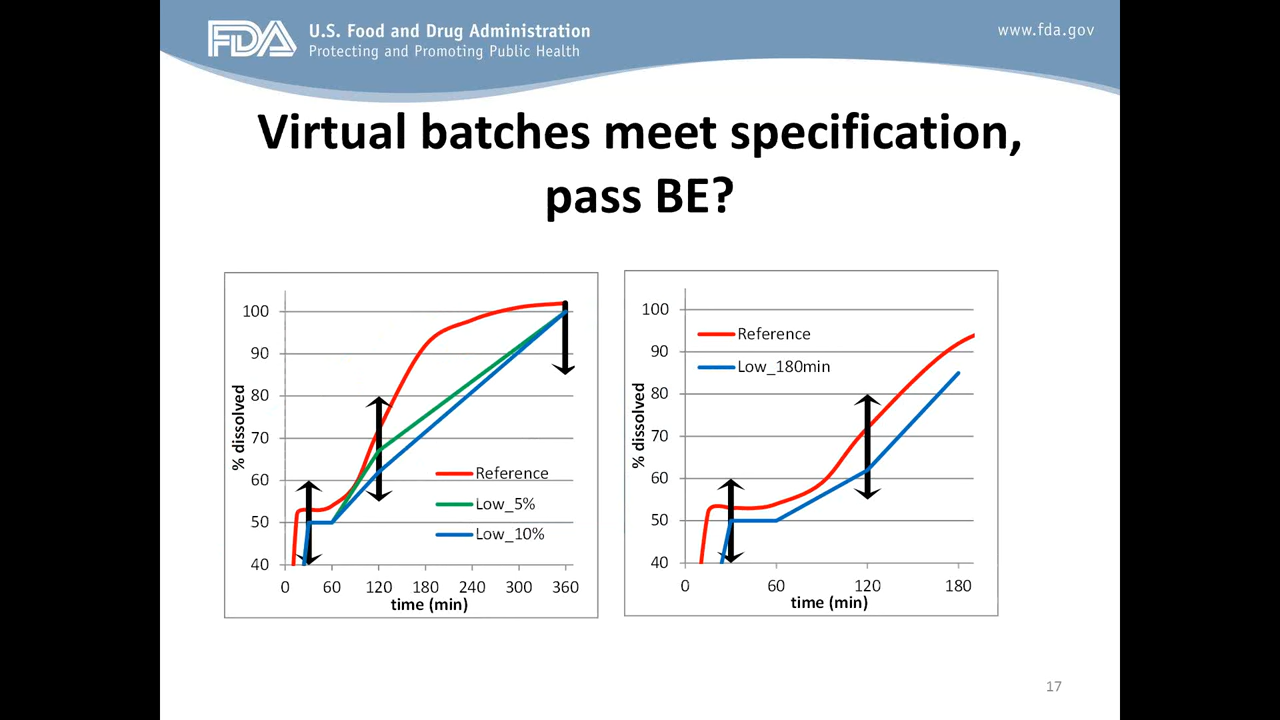 FDA
U.S. Food and Drug Administration
Protecting and Promoting Public Health
www.fda.gov
Virtual batches meet specification,
pass BE?
100
90
80
70
60
50
40
% dissolved
Reference
Low_5%
Low_10%
0 60 120 180 240 300 360
time (min)
100
90
80
70
60
50
40
% dissolved
Reference
Low_180min
0 60 120 180
time (min)
17